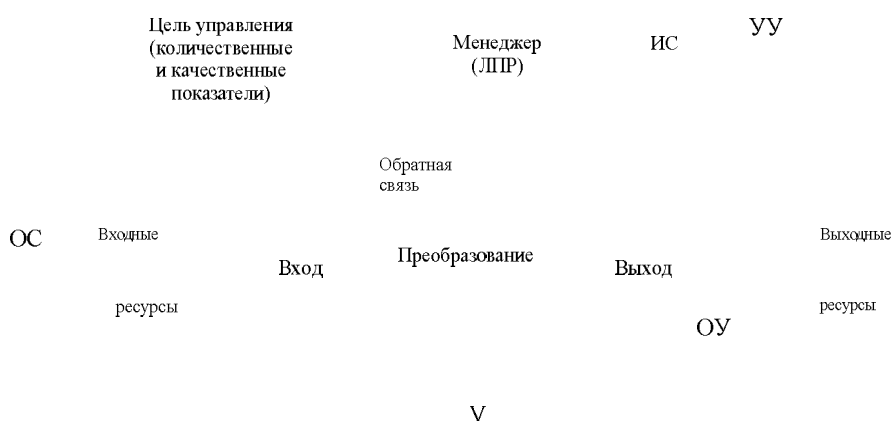 Цель управления
(количественные
и качественные
показатели)
Менеджер
(ЛПР)
ИС
УУ
Обратная
связь
ОС
Входные
ресурсы
Вход
Преобразование
Выход
Выходные
ресурсы
ОУ
V